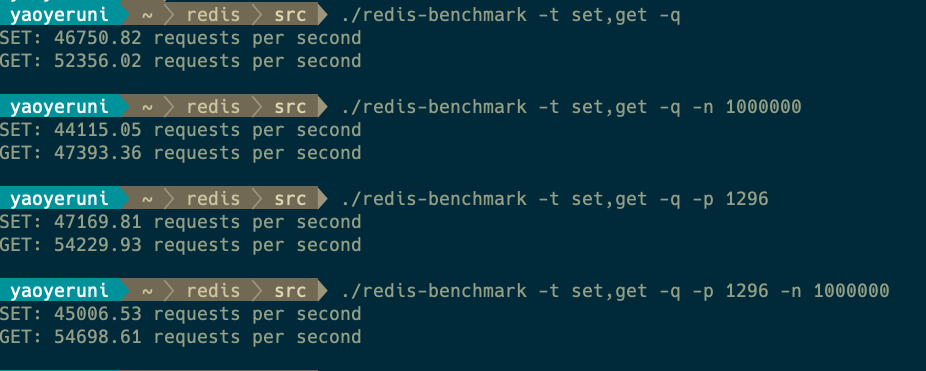 yaoyeruni ~ redis src ./redis-benchmark -t set,get -q
SET: 46750.82 requests per second
GET: 52356.02 requests per second
yaoyeruni ~ redis src ./redis-benchmark -t set,get -q -n 1000000
SET: 44115.05 requests per second
GET: 47393.36 requests per second
yaoyeruni ~ redis src ./redis-benchmark -t set,get -q -p 1296
SET: 47169.81 requests per second
GET: 54229.93 requests per second
yaoyeruni ~ redis src ./redis-benchmark -t set,get -q -p 1296 -n 1000000
SET: 45006.53 requests per second
GET: 54698.61 requests per second